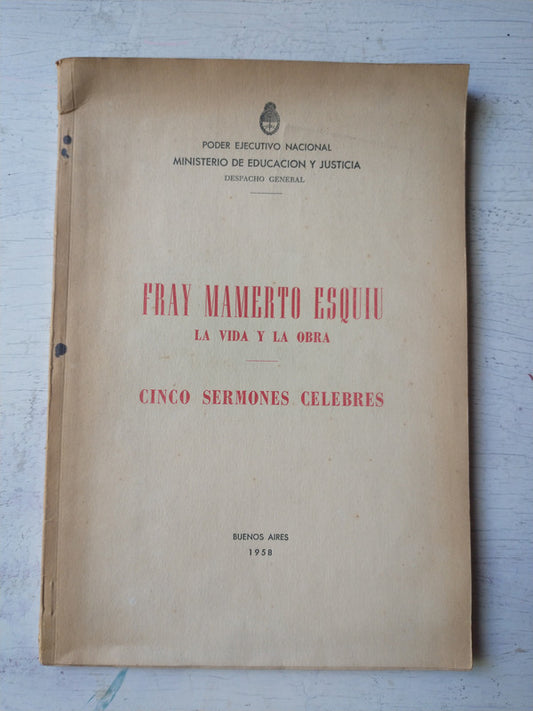 PODER EJECUTIVO NACIONAL
MINISTERIO DE EDUCACION Y JUSTICIA
DESPACHO GENERAL
FRAY MAMERTO ESQUIU
LA VIDA Y LA OBRA
CINCO SERMONES CELEBRES
BUENOS AIRES
1958